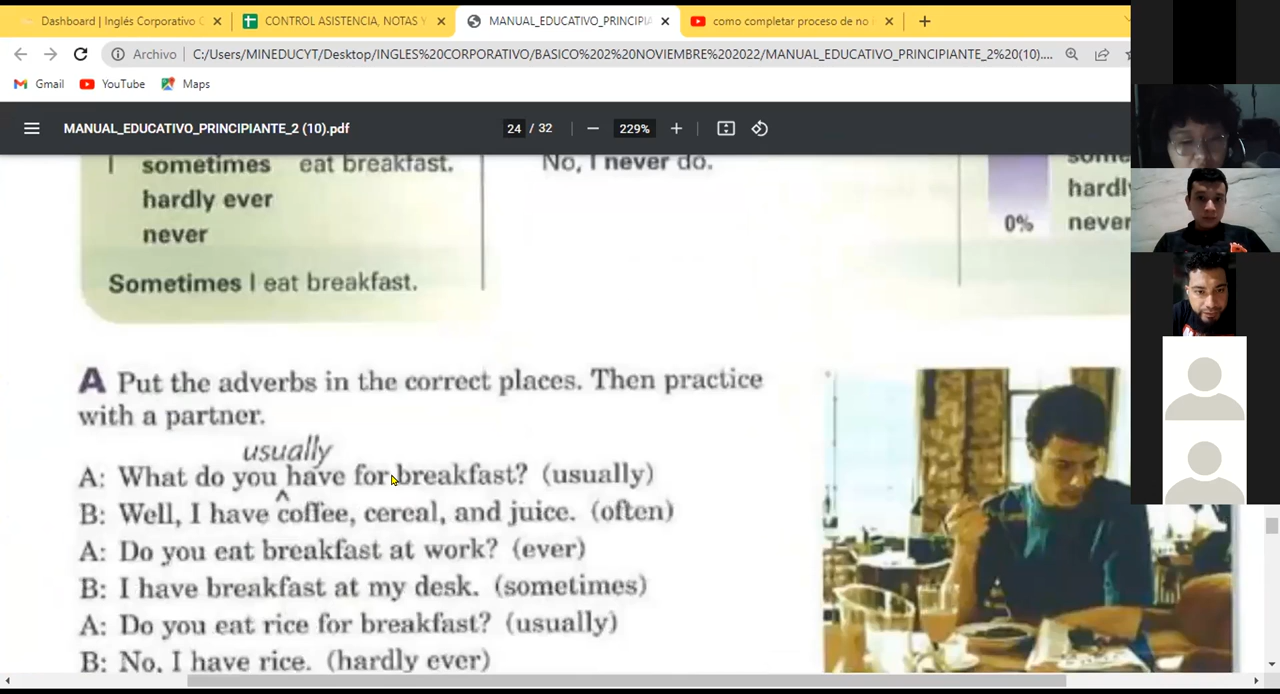 Dashboard | Inglés Corporativo
CONTROL ASISTENCIA, NOTAS Y
MANUAL_EDUCATIVO_PRINCIPIA
como completar proceso de no
Archivo
C:/Users/MINEDUCYT/Desktop/INGLES%20CORPORATIVO/BASICO%202%20NOVIEMBRE%202022/MANUAL_EDUCATIVO_PRINCIPIANTE_2%20(10)....
Gmail
YouTube
Maps
MANUAL_EDUCATIVO_PRINCIPIANTE_2 (10).pdf
24 / 32
229%
I sometimes eat breakfast.
hardly ever
never
Sometimes I eat breakfast.
No, I never do.
0%
some
hardly
never
A Put the adverbs in the correct places. Then practice
with a partner.
usually
A: What do you ^ have for breakfast? (usually)
B: Well, I have coffee, cereal, and juice. (often)
A: Do you eat breakfast at work? (ever)
B: I have breakfast at my desk. (sometimes)
A: Do you eat rice for breakfast? (usually)
B: No, I have rice. (hardly ever)